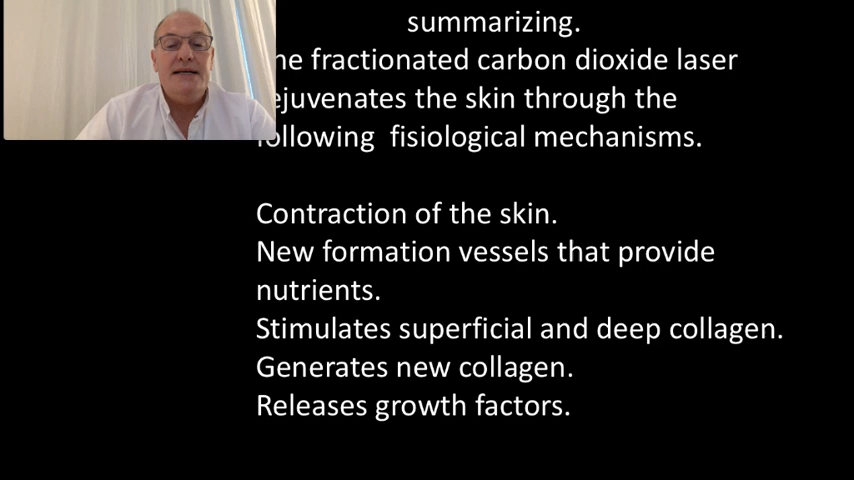 summarizing.
he fractionated carbon dioxide laser
ejuvenates the skin through the
following fisiological mechanisms.
Contraction of the skin.
New formation vessels that provide
nutrients.
Stimulates superficial and deep collagen.
Generates new collagen.
Releases growth factors.